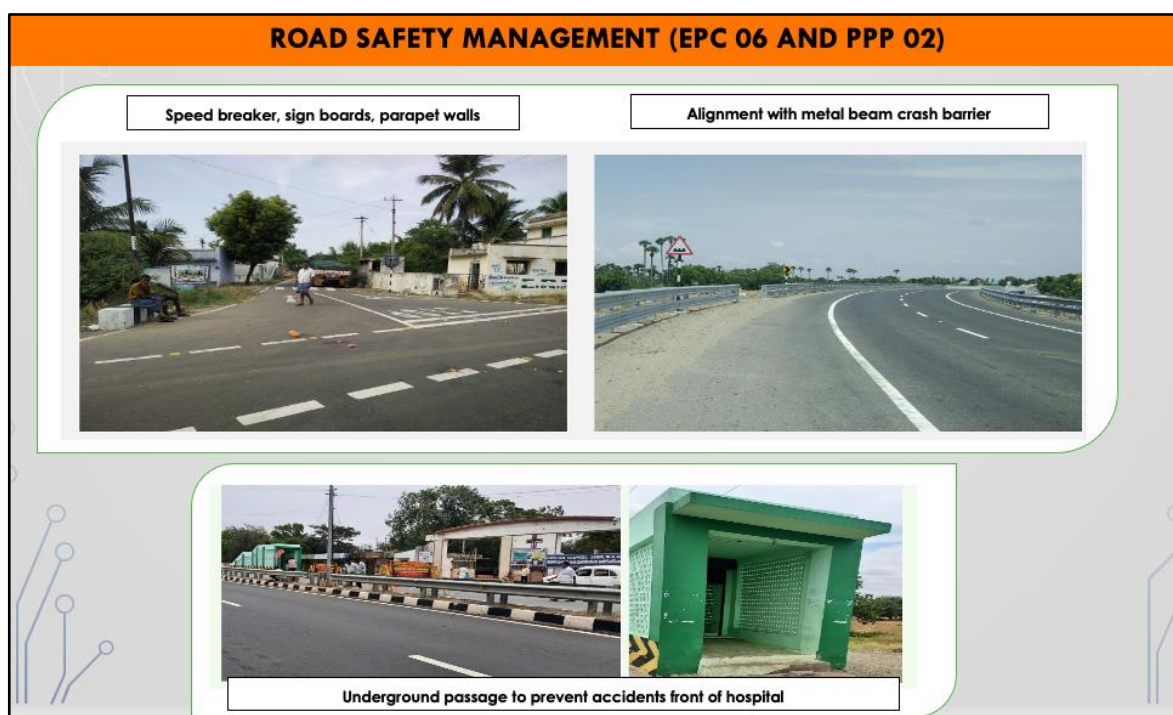 ROAD SAFETY MANAGEMENT (EPC 06 AND PPP 02)
Speed breaker, sign boards, parapet walls
Alignment with metal beam crash barrier
Underground passage to prevent accidents front of hospital